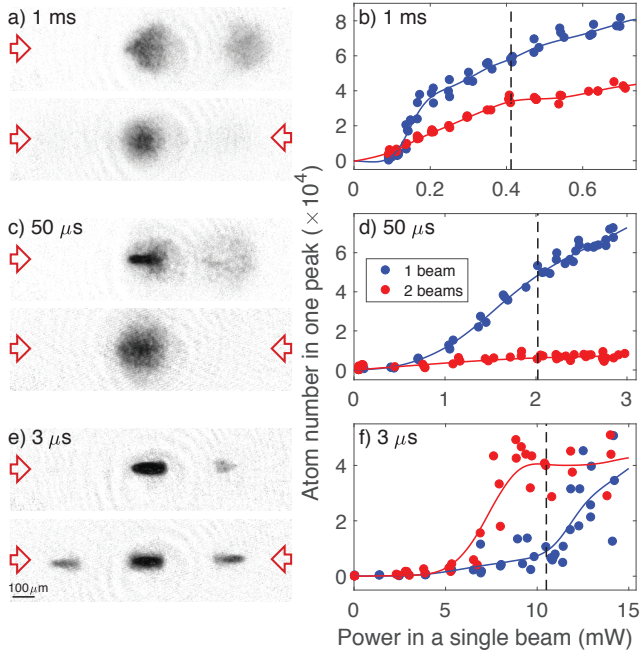 a) 1 ms
c) 50 μs
e) 3 μs
100μm
Atom number in one peak (×10⁴)
b) 1 ms
8
6
4
2
0
0 0.2 0.4 0.6
d) 50 μs
1 beam
2 beams
8
6
4
2
0
0 1 2 3
f) 3 μs
6
4
2
0
0 5 10 15
Power in a single beam (mW)